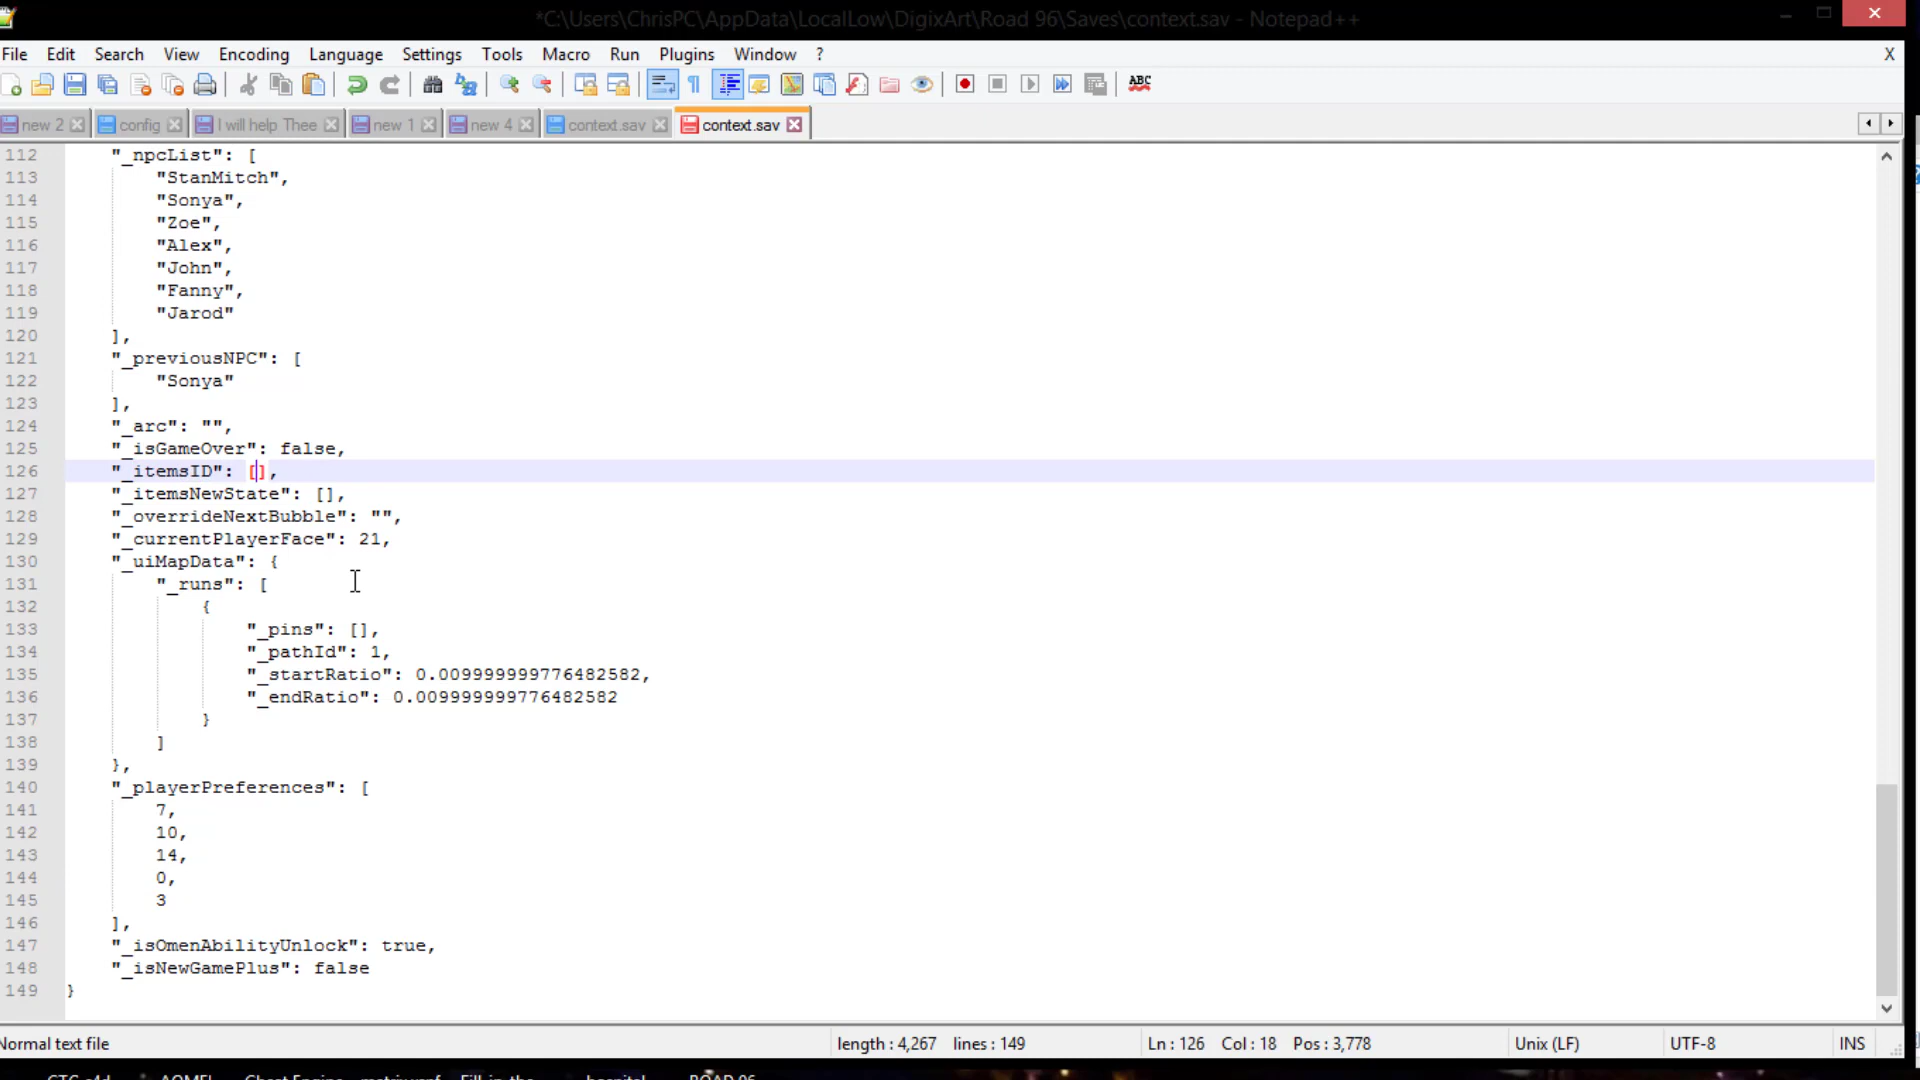 *C:\Users\ChrisPC\AppData\LocalLow\DigixArt\Road 96\Saves\context.sav - Notepad++
File Edit Search View Encoding Language Settings Tools Macro Run Plugins Window ? X
ABC
new 2 config I will help Thee new 1 new 4 context.sav context.sav
112 "_npcList": [
113 "StanMitch",
114 "Sonya",
115 "Zoe",
116 "Alex",
117 "John",
118 "Fanny",
119 "Jarod"
120 ],
121 "_previousNPC": [
122 "Sonya"
123 ],
124 "_arc": "",
125 "_isGameOver": false,
126 "_itemsID": [],
127 "_itemsNewState": [],
128 "_overrideNextBubble": "",
129 "_currentPlayerFace": 21,
130 "_uiMapData": {
131 "_runs": [
132 {
133 "_pins": [],
134 "_pathId": 1,
135 "_startRatio": 0.009999999776482582,
136 "_endRatio": 0.009999999776482582
137 }
138 ]
139 },
140 "_playerPreferences": [
141 7,
142 10,
143 14,
144 0,
145 3
146 ],
147 "_isOmenAbilityUnlock": true,
148 "_isNewGamePlus": false
149 }
Normal text file length : 4,267 lines : 149 Ln : 126 Col : 18 Pos : 3,778 Unix (LF) UTF-8 INS